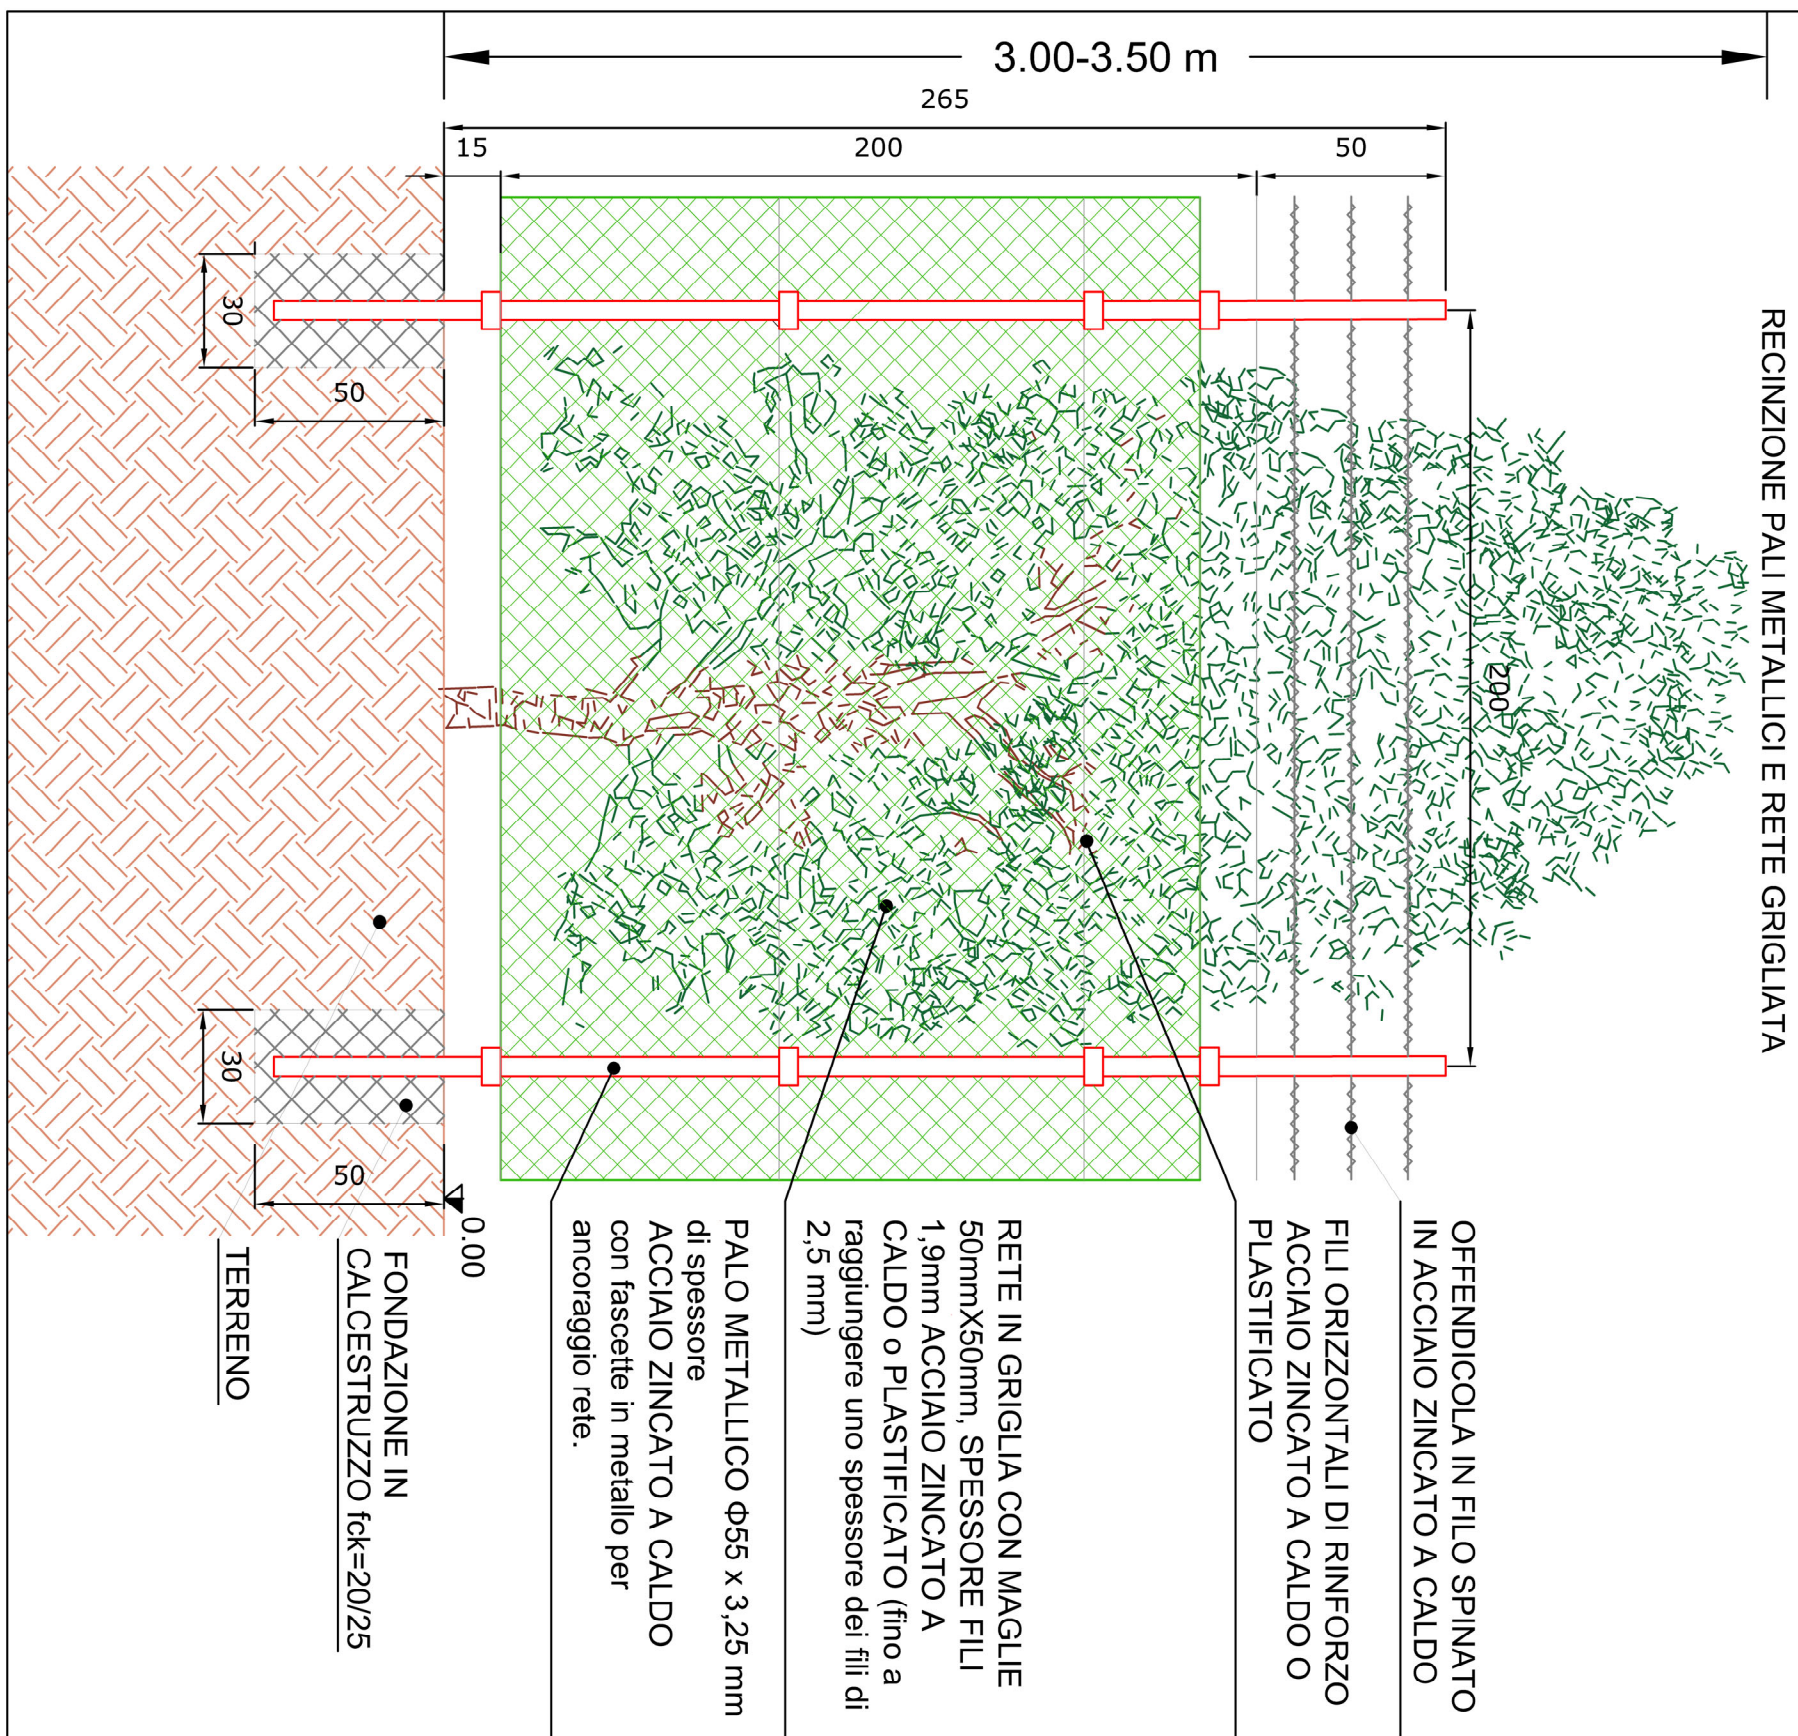 RECINZIONE PALI METALLICI E RETE GRIGLIATA
3.00-3.50 m
265
15
200
50
200
30
50
30
50
0.00
OFFENDICOLA IN FILO SPINATO
IN ACCIAIO ZINCATO A CALDO
FILI ORIZZONTALI DI RINFORZO
ACCIAIO ZINCATO A CALDO O
PLASTIFICATO
RETE IN GRIGLIA CON MAGLIE
50mmX50mm, SPESSORE FILI
1,9mm ACCIAIO ZINCATO A
CALDO o PLASTIFICATO (fino a
raggiungere uno spessore dei fili di
2,5 mm)
PALO METALLICO Φ55 x 3,25 mm
di spessore
ACCIAIO ZINCATO A CALDO
con fascette in metallo per
ancoraggio rete.
FONDAZIONE IN
CALCESTRUZZO fck=20/25
TERRENO